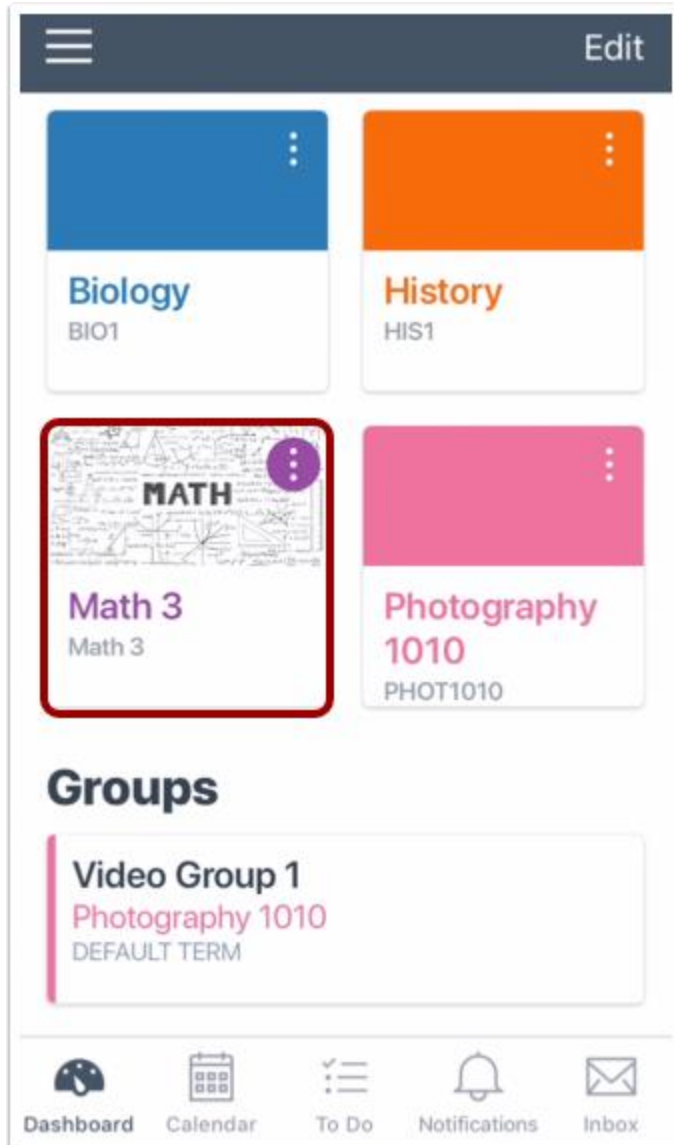 Edit
Biology
BIO1
History
HIS1
MATH
Math 3
Math 3
Photography
1010
PHOT1010
Groups
Video Group 1
Photography 1010
DEFAULT TERM
Dashboard
Calendar
To Do
Notifications
Inbox